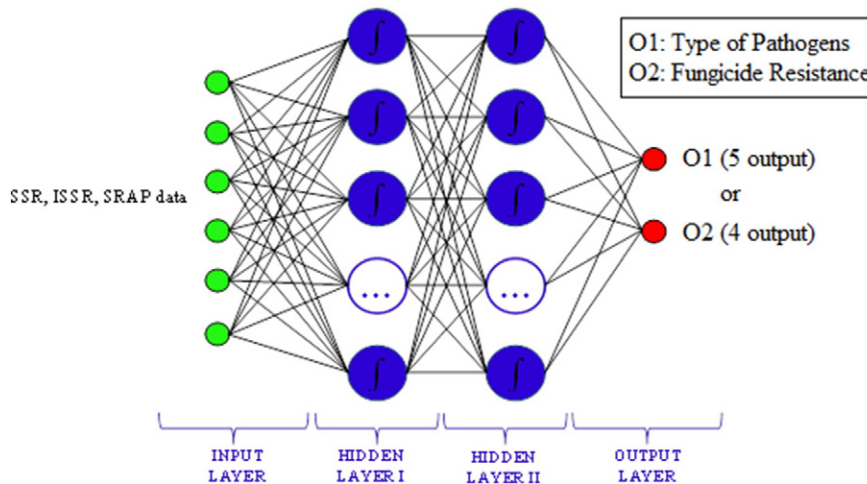 O1: Type of Pathogens
O2: Fungicide Resistance
SSR, ISSR, SRAP data
∫ ∫
∫ ∫
∫ ∫
... ...
∫ ∫
O1 (5 output)
or
O2 (4 output)
INPUT
LAYER
HIDDEN
LAYER I
HIDDEN
LAYER II
OUTPUT
LAYER